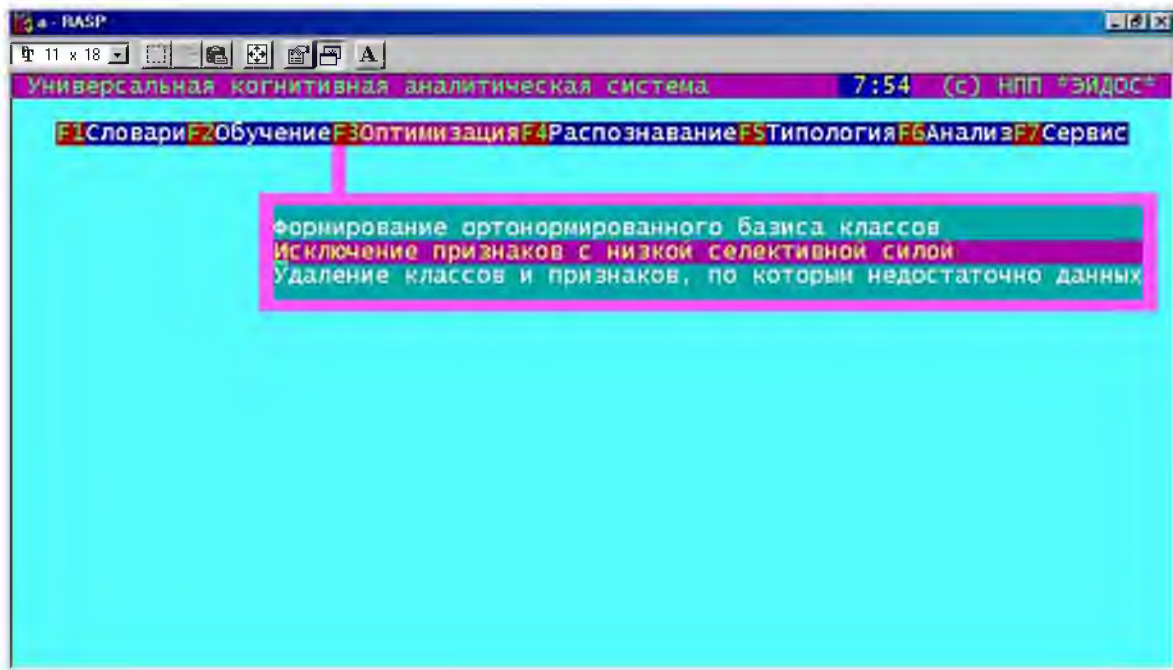 a - RASP
11 x 18 A
Универсальная когнитивная аналитическая система 7:54 (c) НПП *ЭЙДОС*
F1Словари F2Обучение F3Оптимизация F4Распознавание F5Типология F6Анализ F7Сервис
Формирование ортонормированного базиса классов
Исключение признаков с низкой селективной силой
Удаление классов и признаков, по которым недостаточно данных